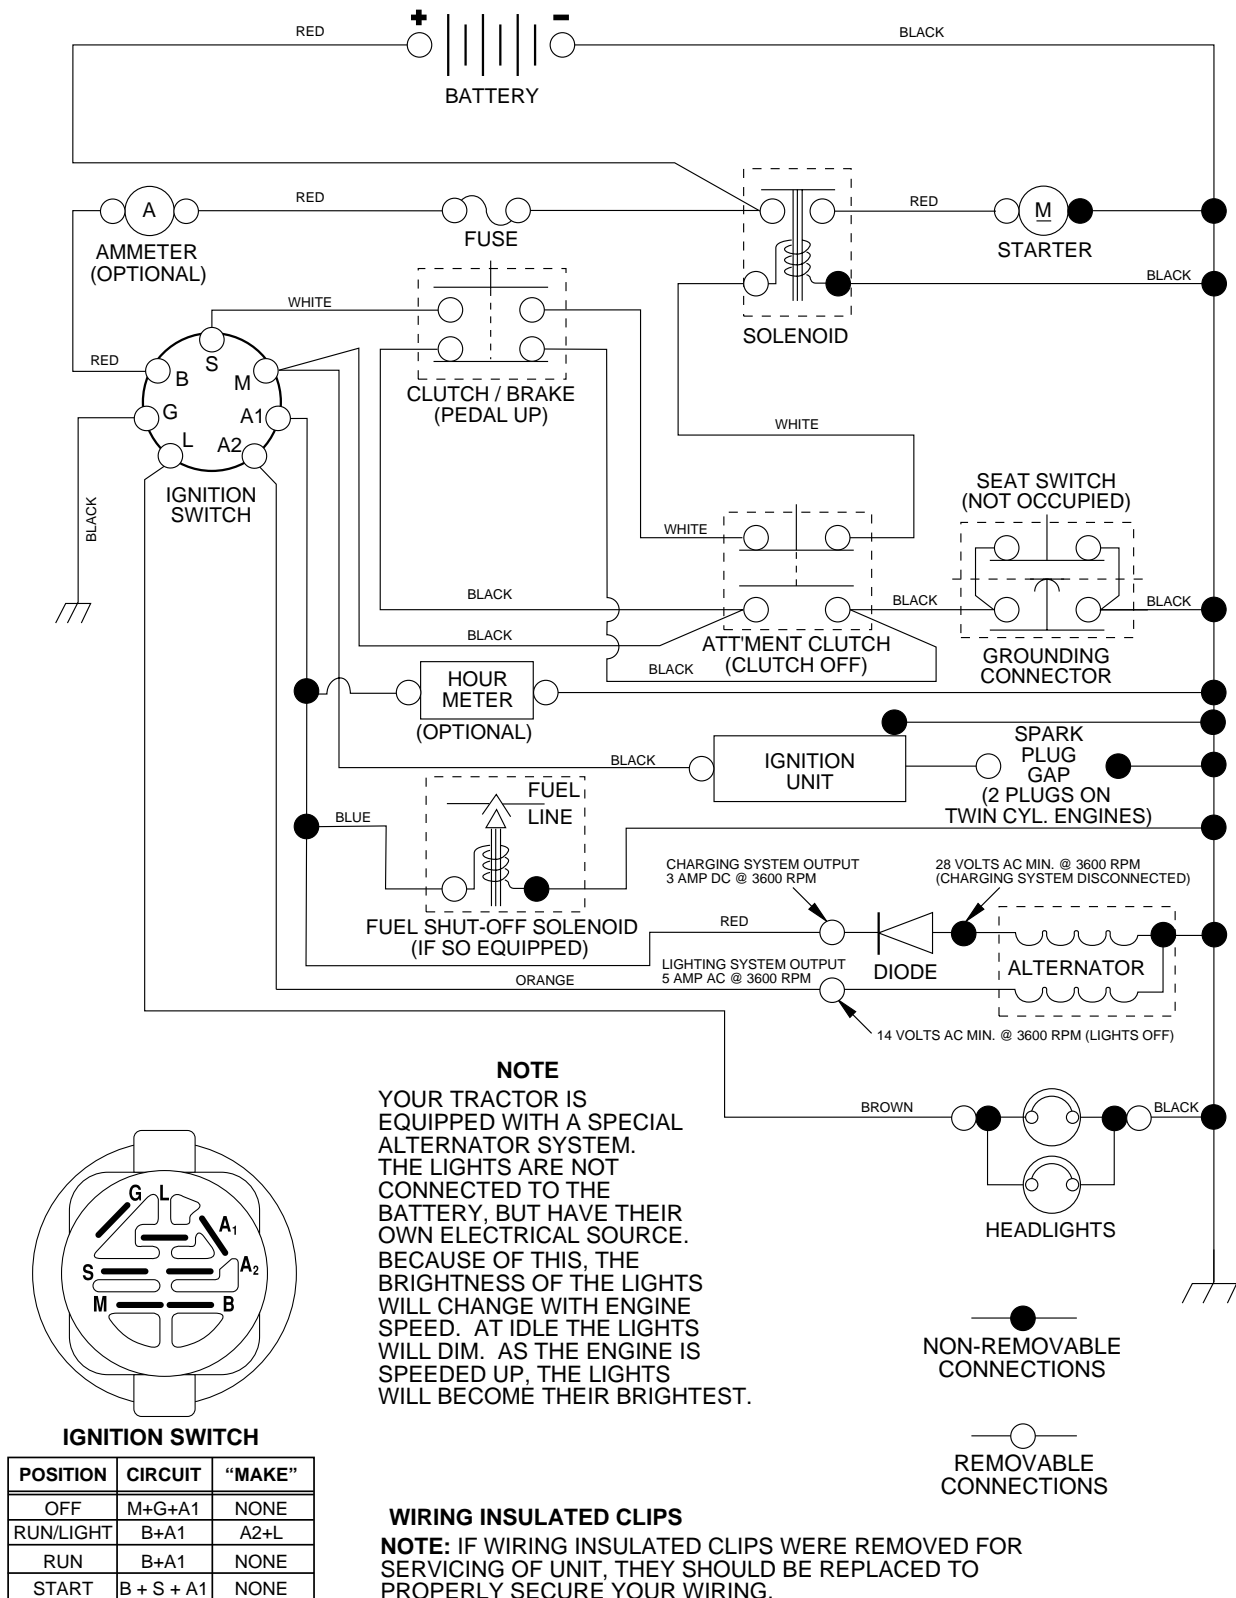 + −
RED
BLACK
BATTERY
A
RED
RED
M
AMMETER
(OPTIONAL)
FUSE
STARTER
BLACK
WHITE
SOLENOID
RED
S
B
M
G
A1
L
A2
CLUTCH / BRAKE
(PEDAL UP)
WHITE
IGNITION
SWITCH
BLACK
SEAT SWITCH
(NOT OCCUPIED)
WHITE
BLACK
BLACK
BLACK
BLACK
ATT'MENT CLUTCH
(CLUTCH OFF)
GROUNDING
CONNECTOR
BLACK
HOUR
METER
(OPTIONAL)
BLACK
IGNITION
UNIT
SPARK
PLUG
GAP
(2 PLUGS ON
TWIN CYL. ENGINES)
FUEL
LINE
BLUE
FUEL SHUT-OFF SOLENOID
(IF SO EQUIPPED)
CHARGING SYSTEM OUTPUT
3 AMP DC @ 3600 RPM
28 VOLTS AC MIN. @ 3600 RPM
(CHARGING SYSTEM DISCONNECTED)
RED
DIODE
ALTERNATOR
LIGHTING SYSTEM OUTPUT
5 AMP AC @ 3600 RPM
ORANGE
14 VOLTS AC MIN. @ 3600 RPM (LIGHTS OFF)
NOTE
YOUR TRACTOR IS
EQUIPPED WITH A SPECIAL
ALTERNATOR SYSTEM.
THE LIGHTS ARE NOT
CONNECTED TO THE
BATTERY, BUT HAVE THEIR
OWN ELECTRICAL SOURCE.
BECAUSE OF THIS, THE
BRIGHTNESS OF THE LIGHTS
WILL CHANGE WITH ENGINE
SPEED. AT IDLE THE LIGHTS
WILL DIM. AS THE ENGINE IS
SPEEDED UP, THE LIGHTS
WILL BECOME THEIR BRIGHTEST.
BROWN
BLACK
HEADLIGHTS
G L
A1
S
A2
M
B
NON-REMOVABLE
CONNECTIONS
REMOVABLE
CONNECTIONS
IGNITION SWITCH
POSITION CIRCUIT “MAKE”
OFF M+G+A1 NONE
RUN/LIGHT B+A1 A2+L
RUN B+A1 NONE
START B + S + A1 NONE
WIRING INSULATED CLIPS
NOTE: IF WIRING INSULATED CLIPS WERE REMOVED FOR
SERVICING OF UNIT, THEY SHOULD BE REPLACED TO
PROPERLY SECURE YOUR WIRING.